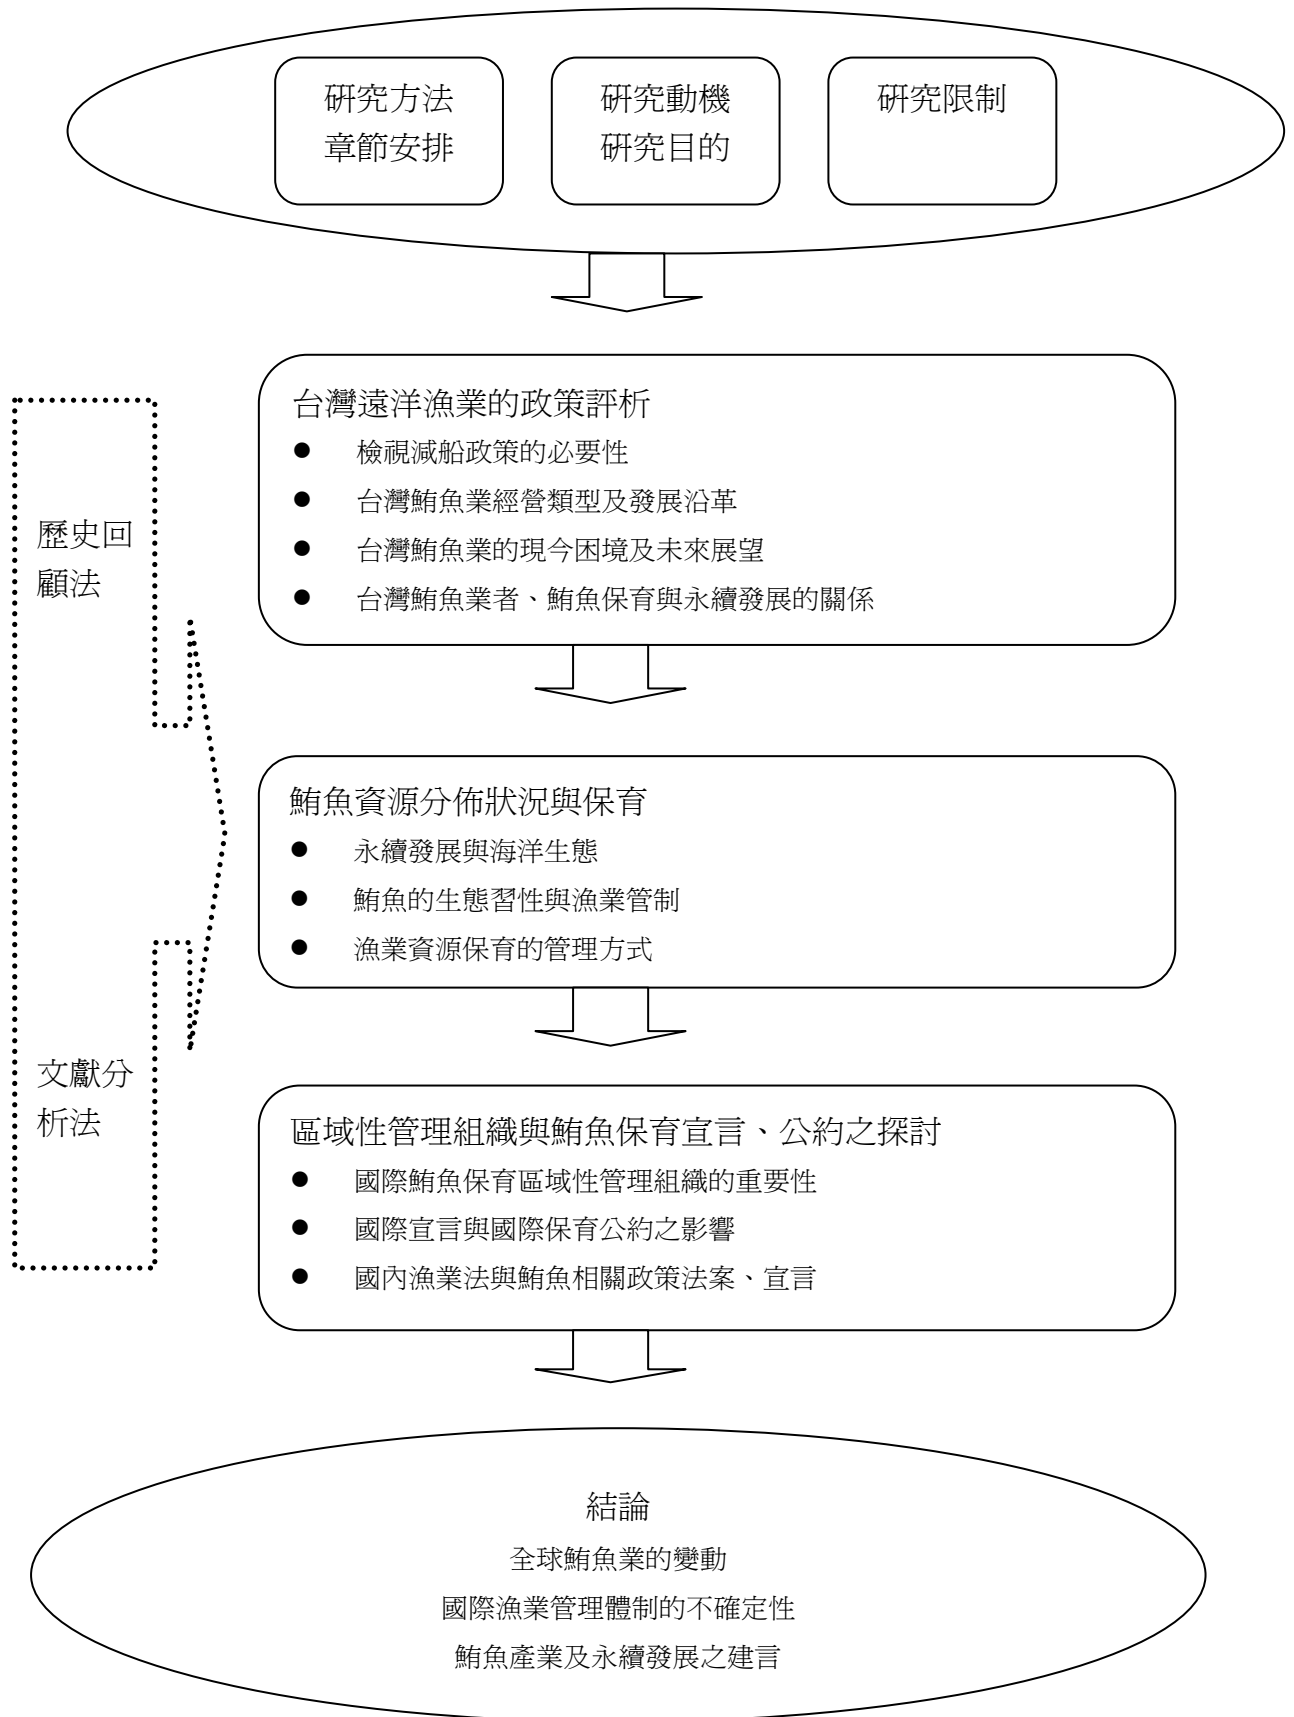 研究方法
章節安排
研究動機
研究目的
研究限制
台灣遠洋漁業的政策評析
● 檢視減船政策的必要性
● 台灣鮪魚業經營類型及發展沿革
● 台灣鮪魚業的現今困境及未來展望
● 台灣鮪魚業者、鮪魚保育與永續發展的關係
歷史回
顧法
鮪魚資源分佈狀況與保育
● 永續發展與海洋生態
● 鮪魚的生態習性與漁業管制
● 漁業資源保育的管理方式
文獻分
析法
區域性管理組織與鮪魚保育宣言、公約之探討
● 國際鮪魚保育區域性管理組織的重要性
● 國際宣言與國際保育公約之影響
● 國內漁業法與鮪魚相關政策法案、宣言
結論
全球鮪魚業的變動
國際漁業管理體制的不確定性
鮪魚產業及永續發展之建言